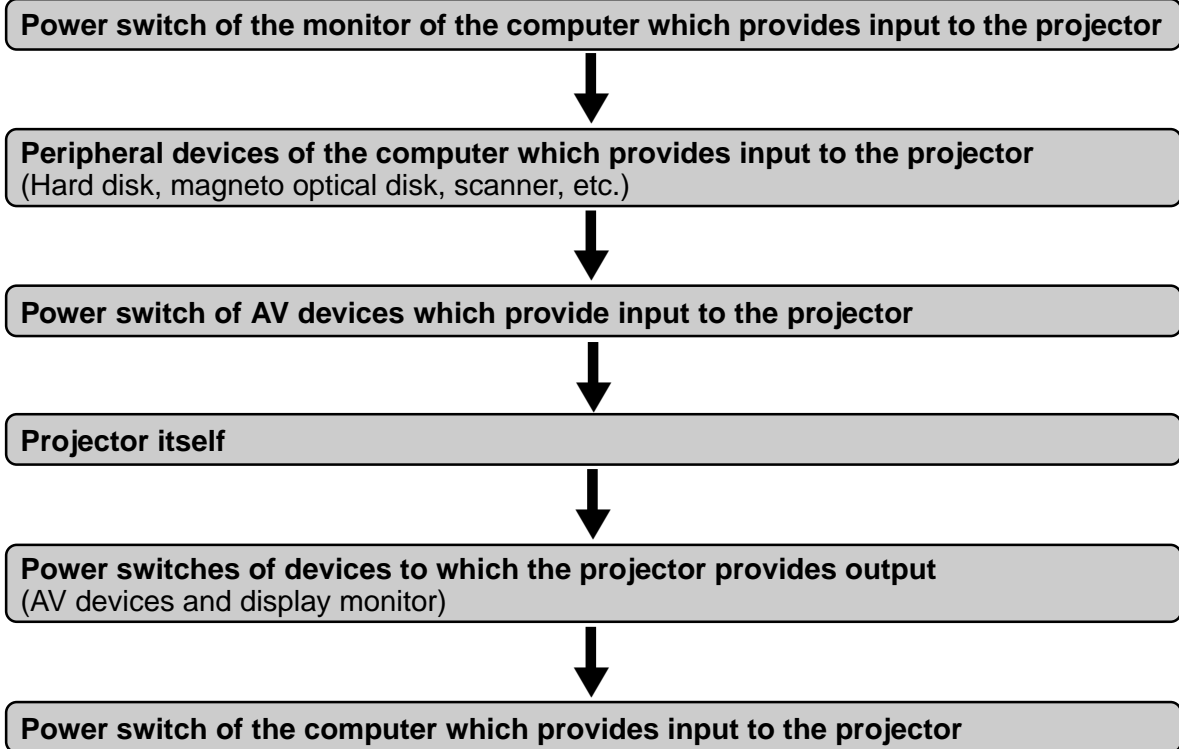 Power switch of the monitor of the computer which provides input to the projector
Peripheral devices of the computer which provides input to the projector
(Hard disk, magneto optical disk, scanner, etc.)
Power switch of AV devices which provide input to the projector
Projector itself
Power switches of devices to which the projector provides output
(AV devices and display monitor)
Power switch of the computer which provides input to the projector